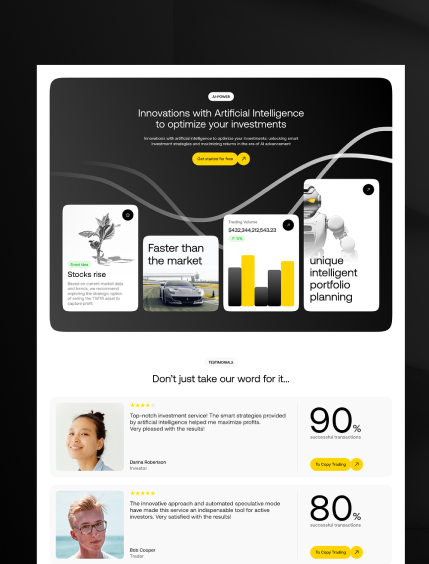 AI-POWER
Innovations with Artificial Intelligence
to optimize your investments
Innovations with artificial intelligence to optimize your investments: unlocking smart
investment strategies and maximizing returns in the era of AI advancement
Get started for free
Trading Volume
$432,344,212,543.23
Faster than
the market
Trend idea
Stocks rise
Based on current market data
and trends, we recommend
exploring the strategic option
of selling the TWTR asset to
capture profit
unique
intelligent
portfolio
planning
TESTIMONIALS
Don't just take our word for it...
Top-notch investment service! The smart strategies provided
by artificial intelligence helped me maximize profits.
Very pleased with the results!
Darina Robertson
Investor
90%
successful transactions
To Copy Trading
The innovative approach and automated speculative mode
have made this service an indispensable tool for active
investors. Very satisfied with the results!
Bob Cooper
Trader
80%
successful transactions
To Copy Trading